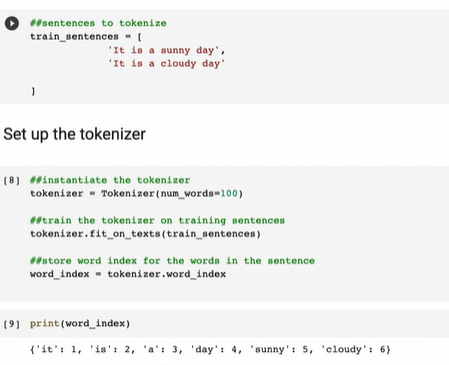 ##sentences to tokenize
train_sentences = [
'It is a sunny day',
'It is a cloudy day'
]
Set up the tokenizer
[8] ##instantiate the tokenizer
tokenizer = Tokenizer(num_words=100)
##train the tokenizer on training sentences
tokenizer.fit_on_texts(train_sentences)
##store word index for the words in the sentence
word_index = tokenizer.word_index
[9] print(word_index)
{'it': 1, 'is': 2, 'a': 3, 'day': 4, 'sunny': 5, 'cloudy': 6}